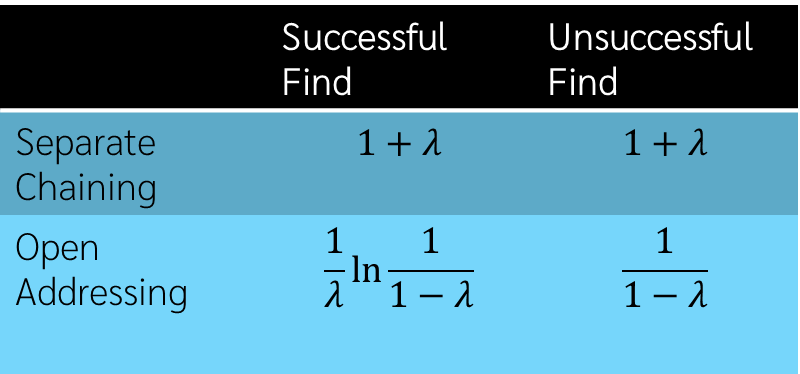 Successful Find
Unsuccessful Find
Separate Chaining
1 + λ
1 + λ
Open Addressing
1/λ ln 1/(1 − λ)
1/(1 − λ)